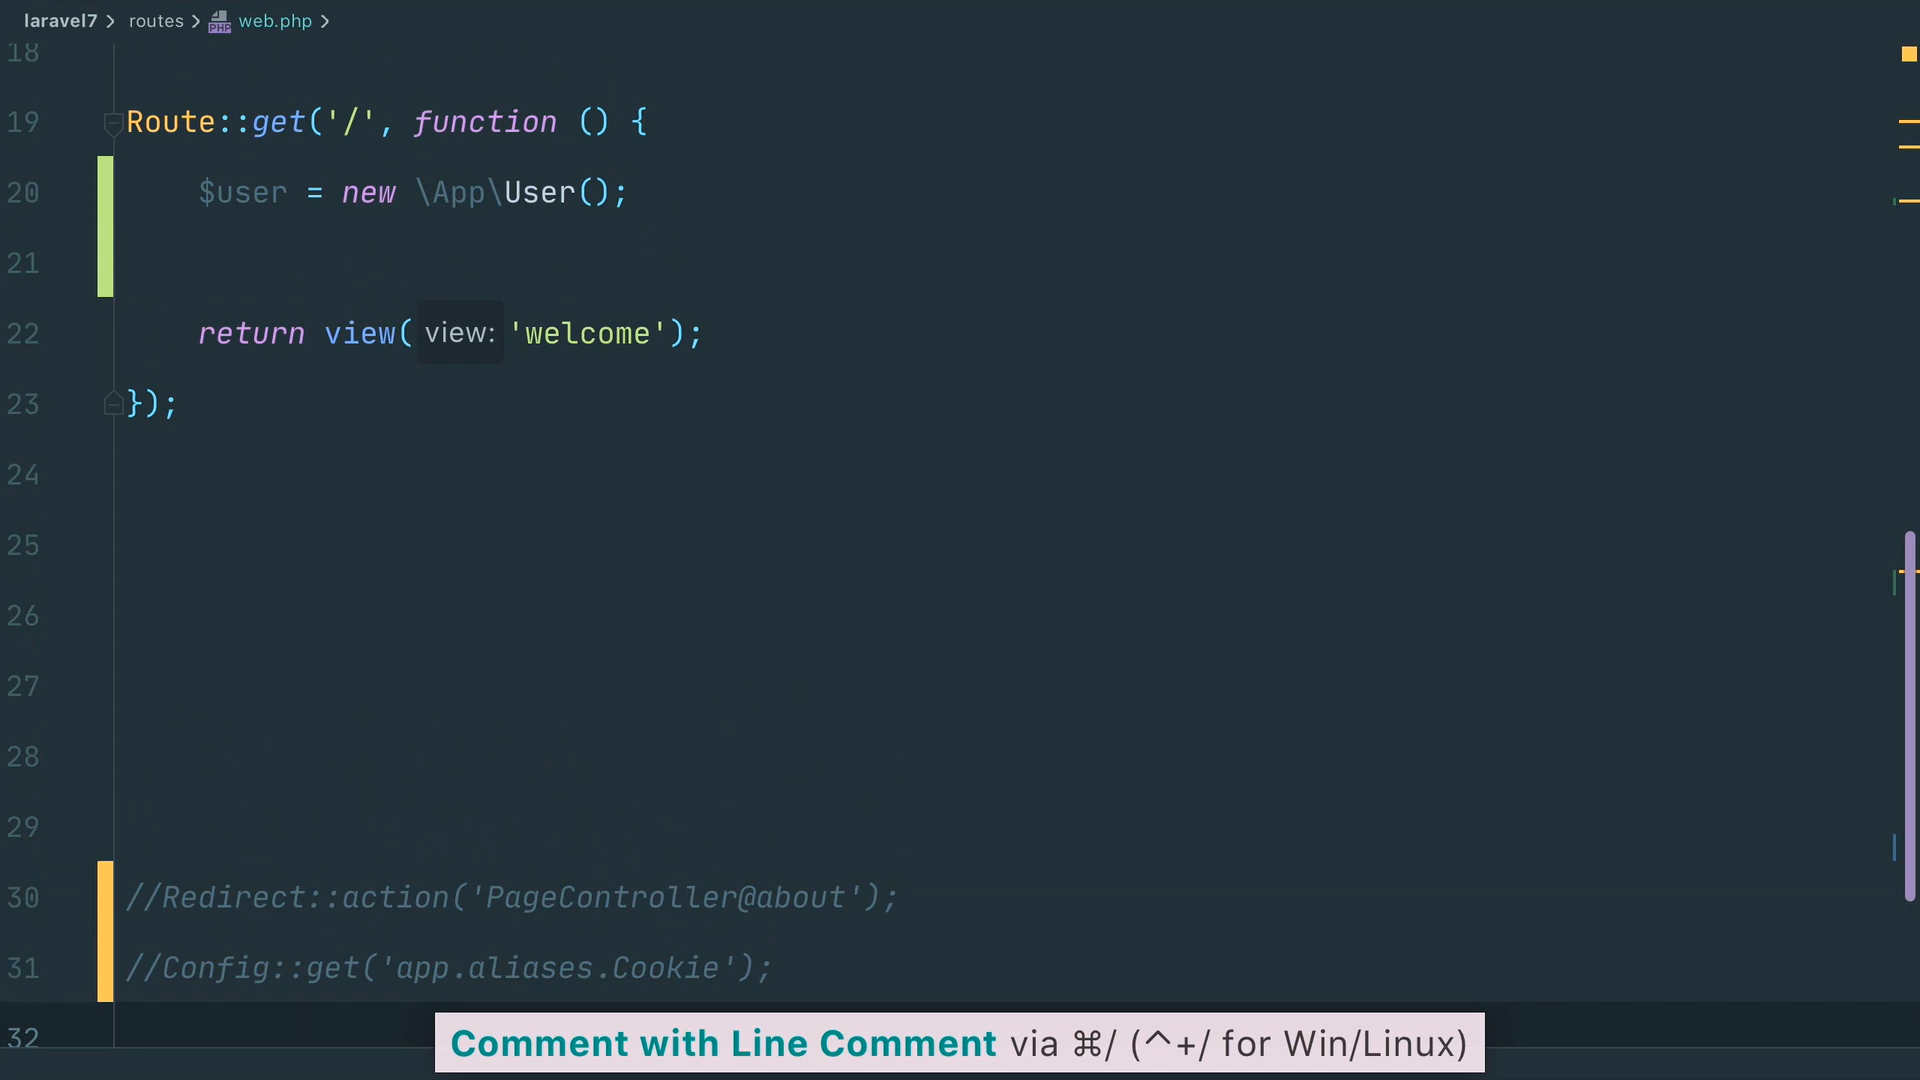 laravel7 > routes > PHP web.php >
18
19 Route::get('/', function () {
20     $user = new \App\User();
21
22     return view( view: 'welcome');
23 });
24
25
26
27
28
29
30 //Redirect::action('PageController@about');
31 //Config::get('app.aliases.Cookie');
32
Comment with Line Comment via ⌘/ (^+/ for Win/Linux)